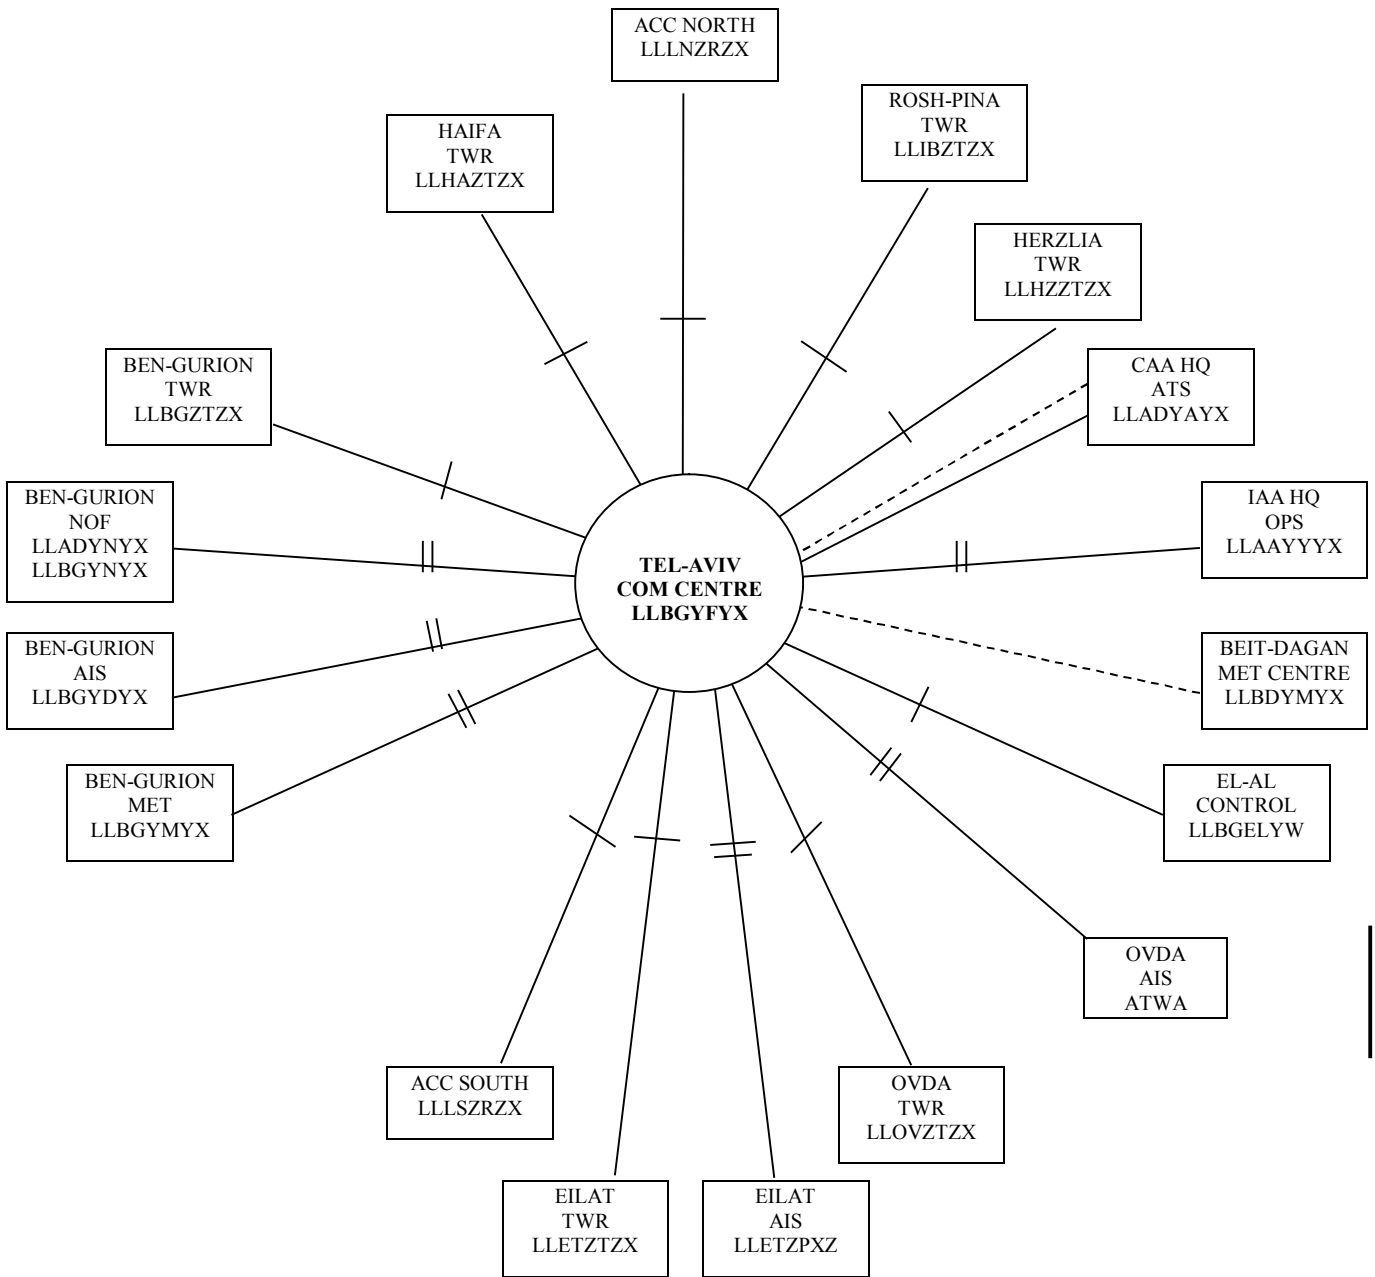 ACC NORTH
LLLNZRZX
ROSH-PINA
TWR
LLIBZTZX
HAIFA
TWR
LLHAZTZX
HERZLIA
TWR
LLHZZTZX
BEN-GURION
TWR
LLBGZTZX
CAA HQ
ATS
LLADYAYX
BEN-GURION
NOF
LLADYNYX
LLBGYNYX
IAA HQ
OPS
LLAAYYYX
TEL-AVIV
COM CENTRE
LLBGYFYX
BEN-GURION
AIS
LLBGYDYX
BEIT-DAGAN
MET CENTRE
LLBDYMYX
BEN-GURION
MET
LLBGYMYX
EL-AL
CONTROL
LLBGELYW
OVDA
AIS
ATWA
ACC SOUTH
LLLSZRZX
OVDA
TWR
LLOVZTZX
EILAT
TWR
LLETZTZX
EILAT
AIS
LLETZPXZ